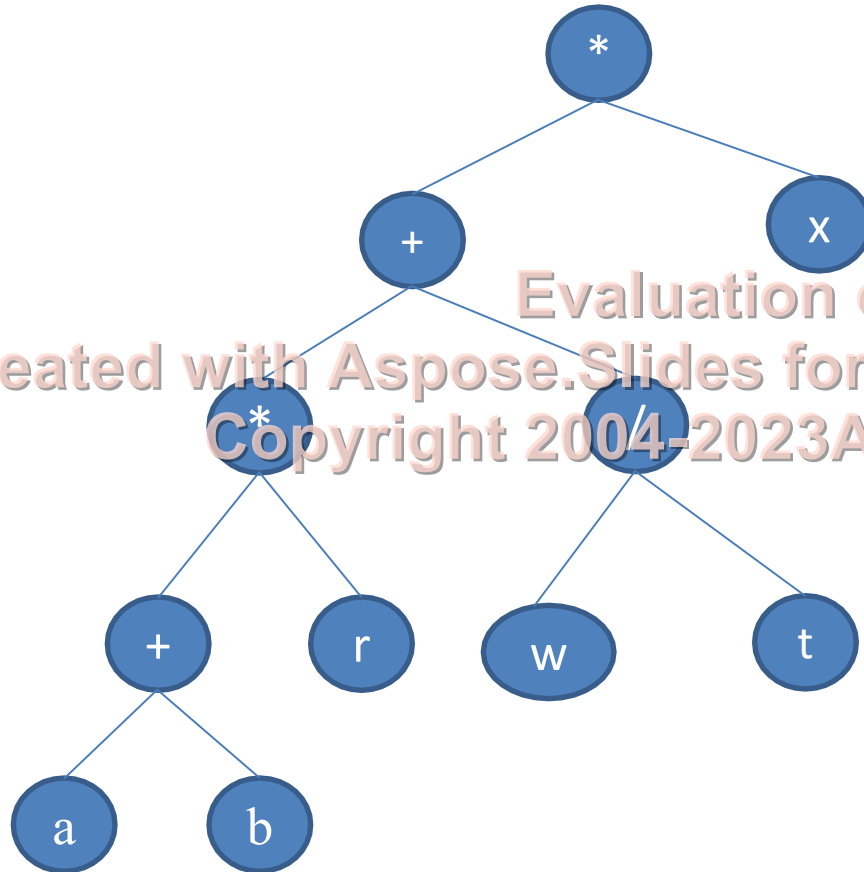 *
+
x
Evaluation
eated with Aspose.Slides for
* /
Copyright 2004-2023A
+ r w t
a b